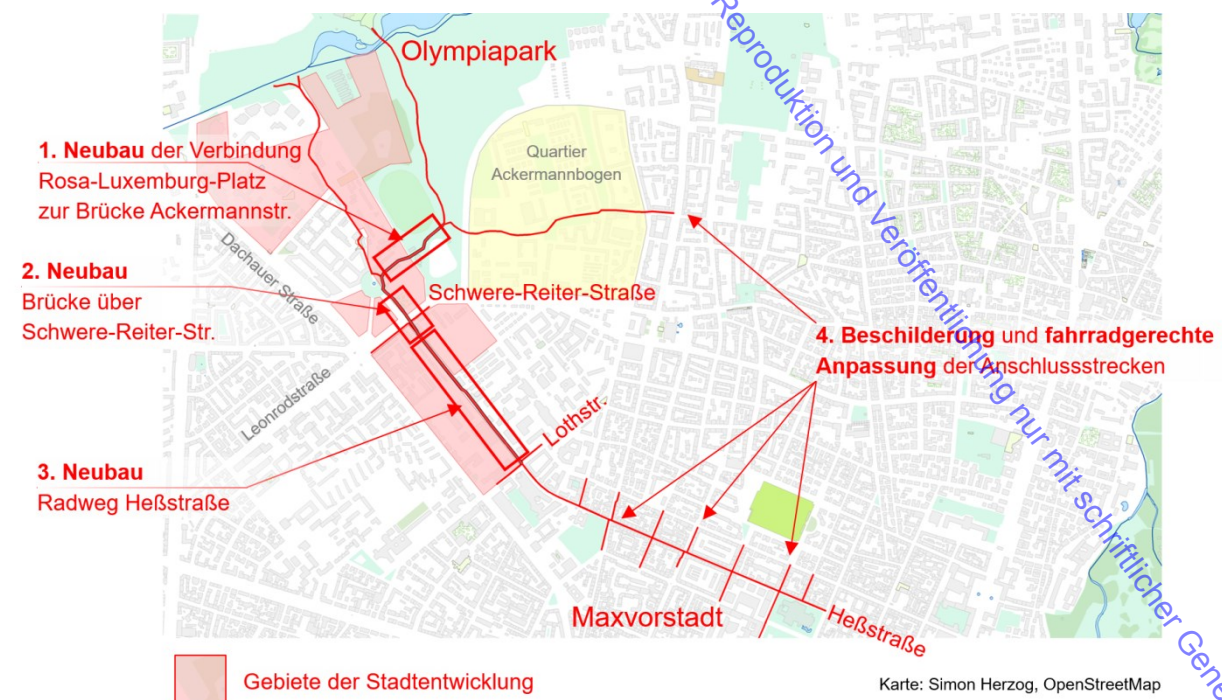 Olympiapark
1. Neubau der Verbindung
Rosa-Luxemburg-Platz
zur Brücke Ackermannstr.
Quartier
Ackermannbogen
Dachauer Straße
2. Neubau
Brücke über
Schwere-Reiter-Str.
Schwere-Reiter-Straße
4. Beschilderung und fahrradgerechte
Anpassung der Anschlussstrecken
Leonrodstraße
Lothstr.
3. Neubau
Radweg Heßstraße
Maxvorstadt
Heßstraße
Gebiete der Stadtentwicklung
Karte: Simon Herzog, OpenStreetMap
Reproduktion und Veröffentlichung nur mit schriftlicher